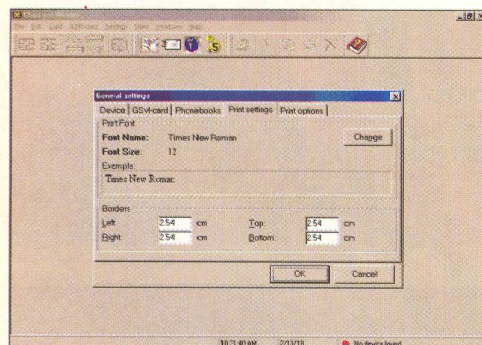 General settings
Device GSM-card Phonebooks Print settings Print options
Print Font
Font Name: Times New Roman Change
Font Size: 12
Exemple:
Times New Roman
Borders
Left: 2.54 cm Top: 2.54 cm
Right: 2.54 cm Bottom: 2.54 cm
OK Cancel
No device found